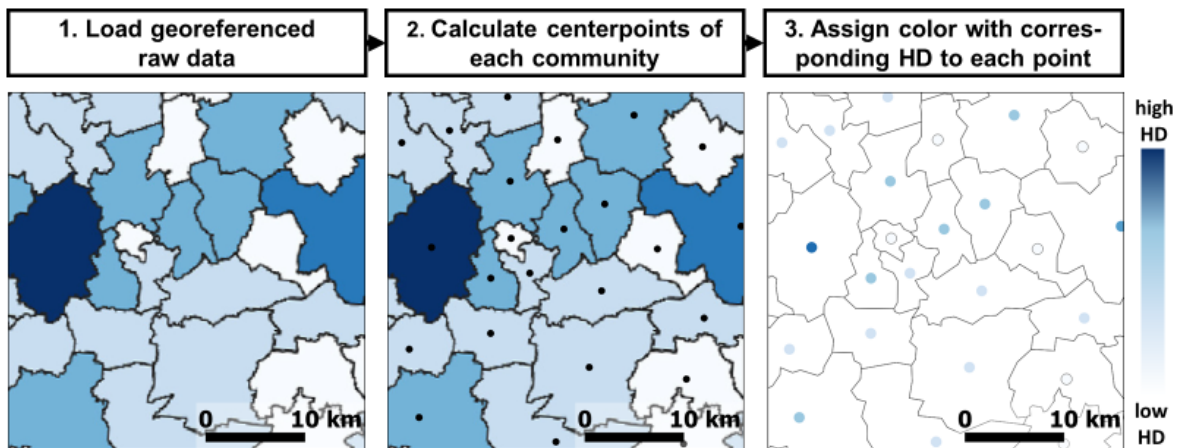 1. Load georeferenced
raw data
2. Calculate centerpoints of
each community
3. Assign color with corres-
ponding HD to each point
high
HD
low
HD
0 10 km
0 10 km
0 10 km